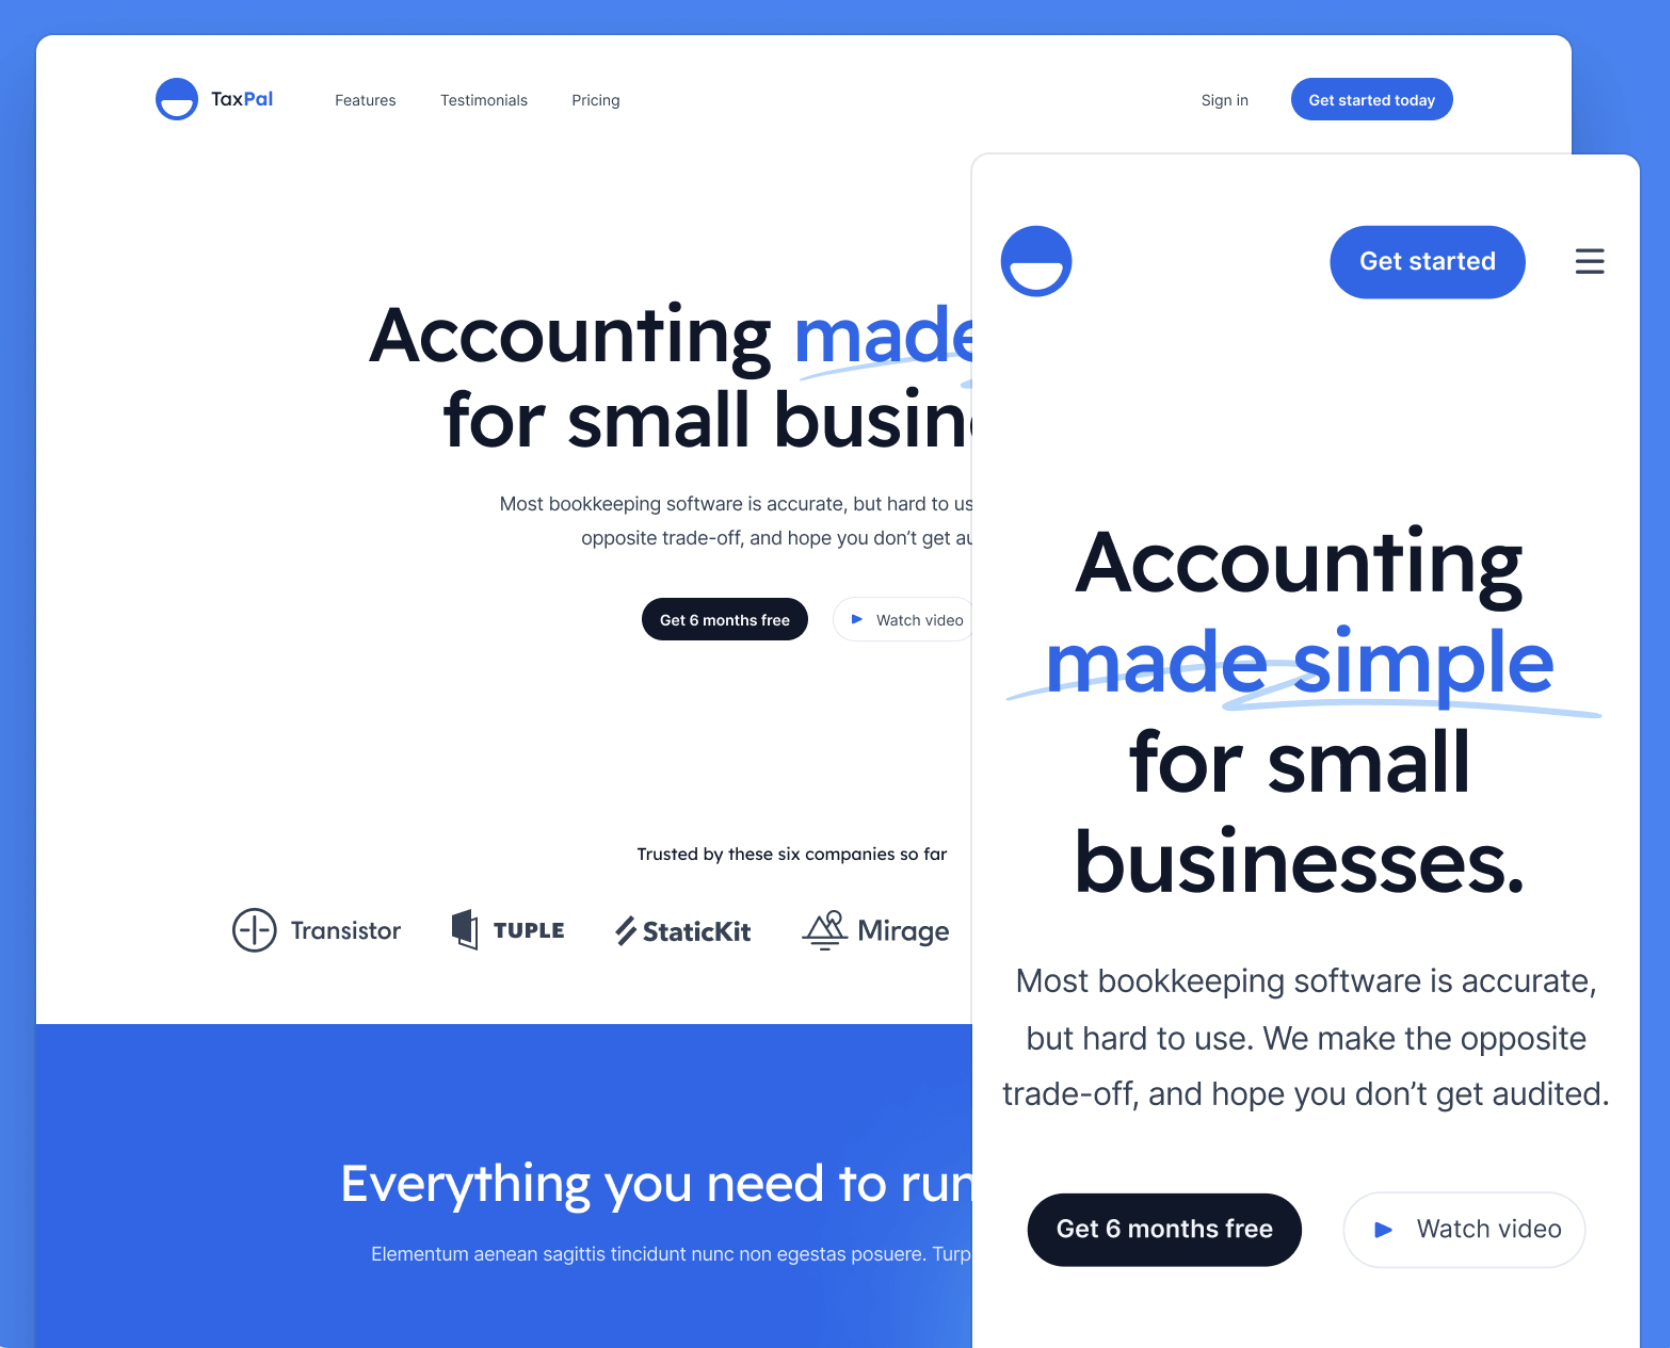 TaxPal
Features
Testimonials
Pricing
Sign in
Get started today
Accounting made
for small busin
Most bookkeeping software is accurate, but hard to us
opposite trade-off, and hope you don’t get au
Get 6 months free
Watch video
Trusted by these six companies so far
Transistor
TUPLE
StaticKit
Mirage
Everything you need to run
Elementum aenean sagittis tincidunt nunc non egestas posuere. Turp
Get started
Accounting
made simple
for small
businesses.
Most bookkeeping software is accurate,
but hard to use. We make the opposite
trade-off, and hope you don’t get audited.
Get 6 months free
Watch video